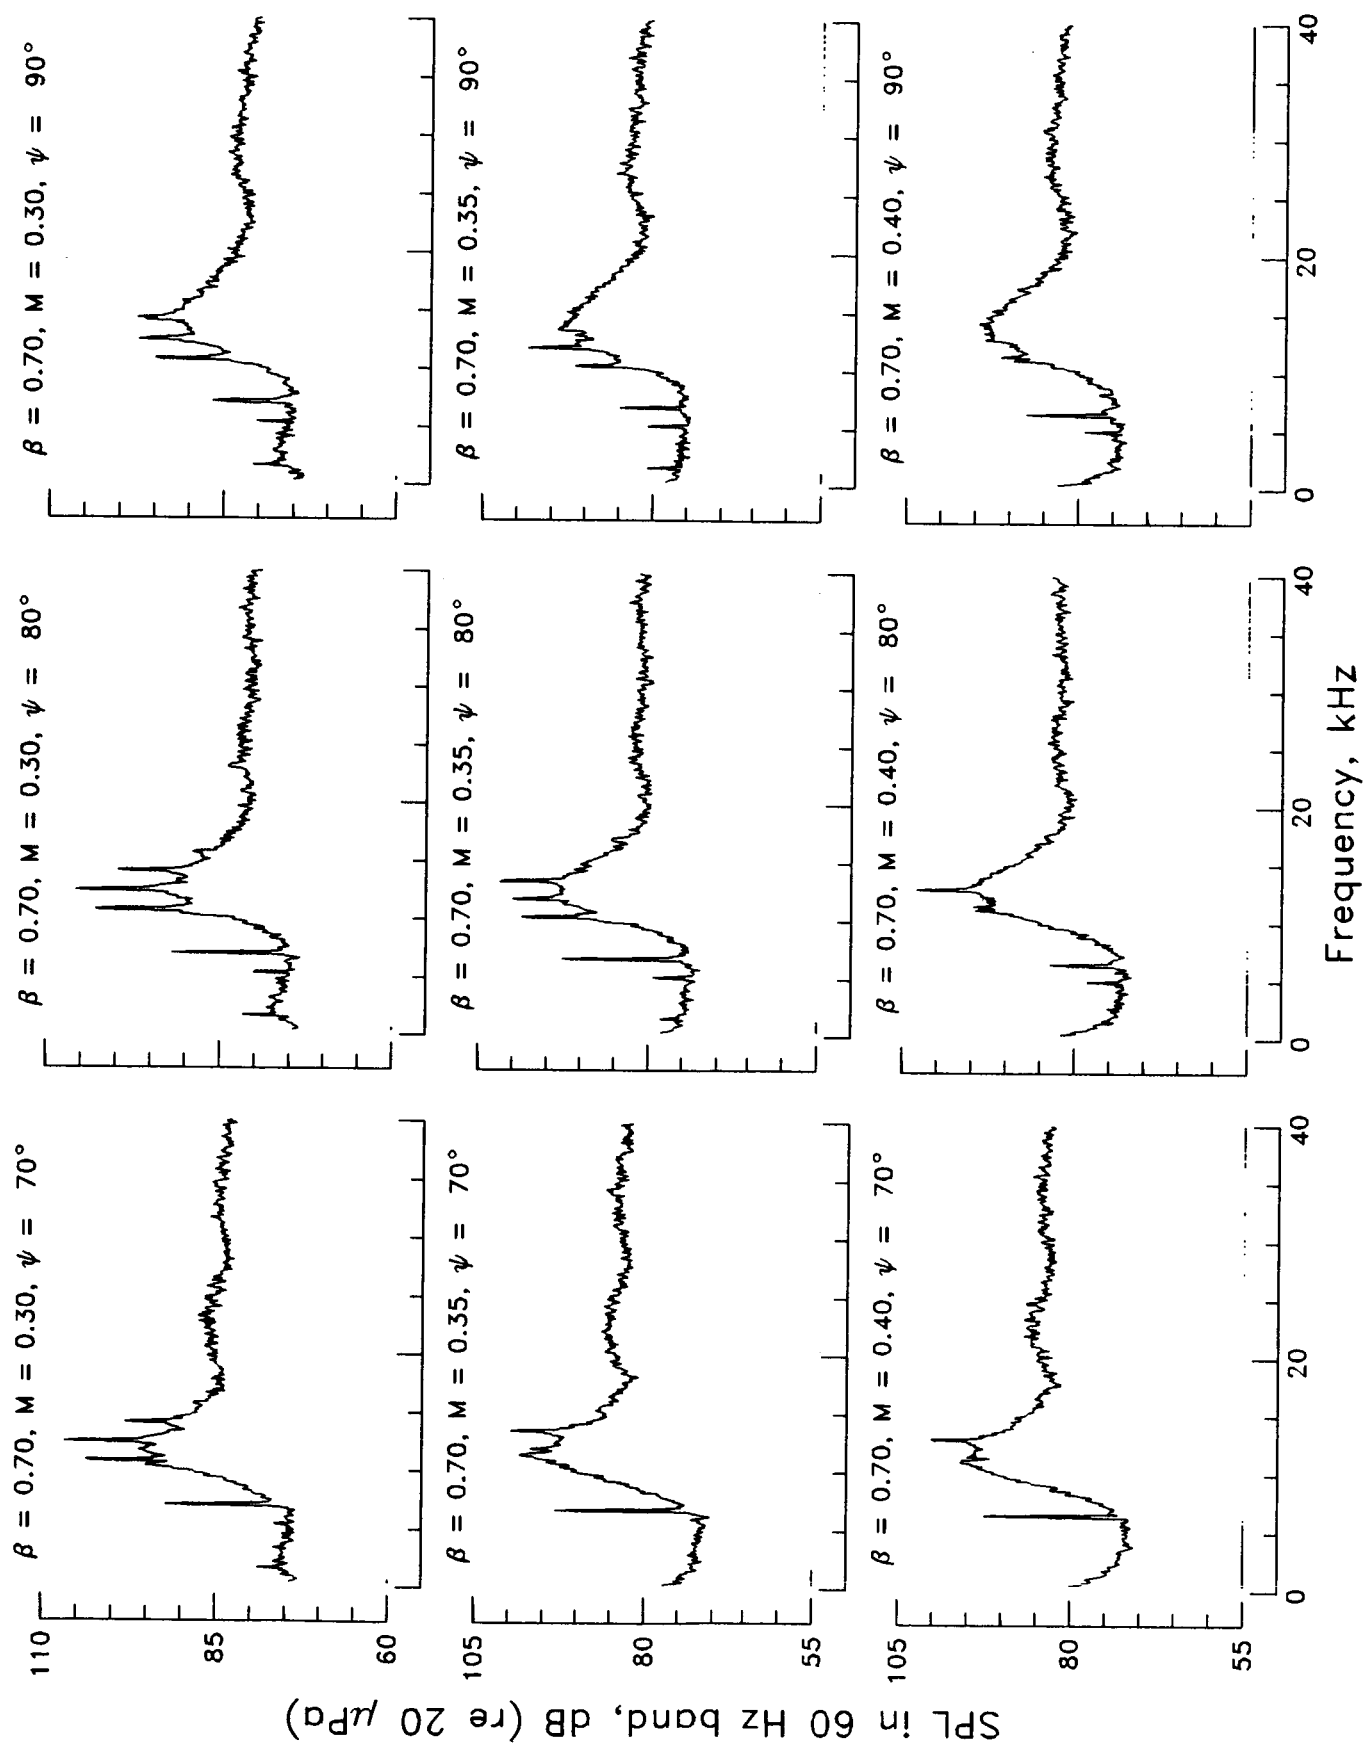 SPL in 60 Hz band, dB (re 20 μPa)
β = 0.70, M = 0.30, ψ = 70°
β = 0.70, M = 0.30, ψ = 80°
β = 0.70, M = 0.30, ψ = 90°
110
85
60
β = 0.70, M = 0.35, ψ = 70°
β = 0.70, M = 0.35, ψ = 80°
β = 0.70, M = 0.35, ψ = 90°
105
80
55
β = 0.70, M = 0.40, ψ = 70°
β = 0.70, M = 0.40, ψ = 80°
β = 0.70, M = 0.40, ψ = 90°
105
80
55
0 20 40 0 20 40 0 20 40
Frequency, kHz